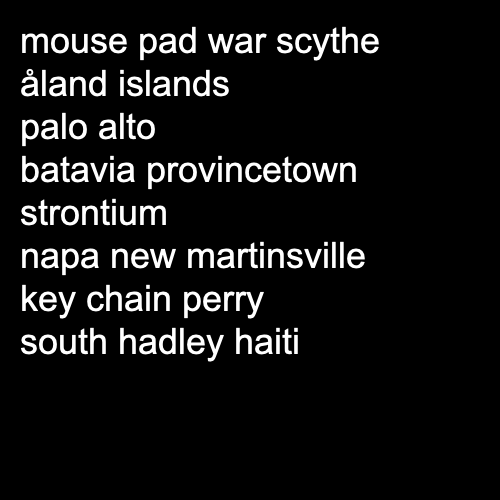 mouse pad war scythe
åland islands
palo alto
batavia provincetown
strontium
napa new martinsville
key chain perry
south hadley haiti